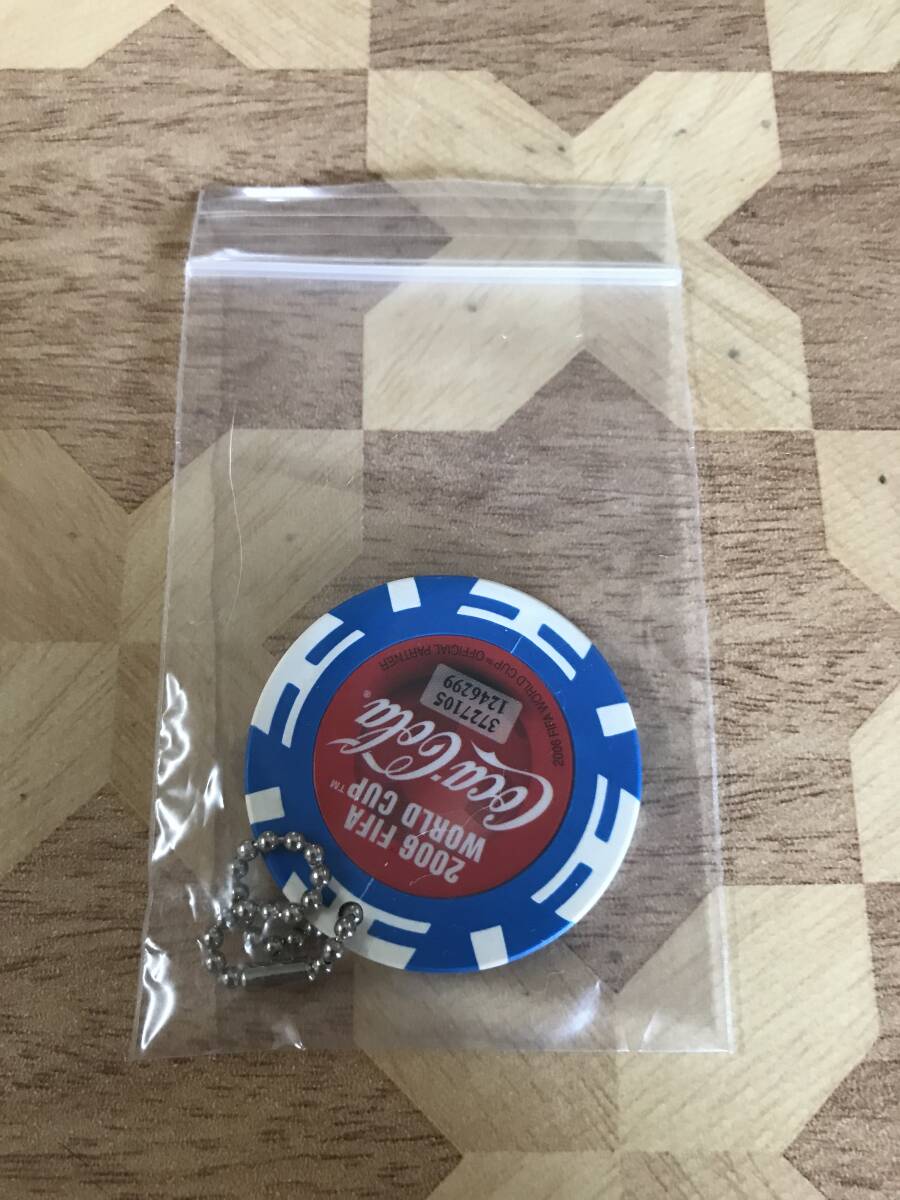 2006 FIFA
WORLD CUP™
Coca-Cola®
3727105
1246299
2006 FIFA WORLD CUP™ OFFICIAL PARTNER